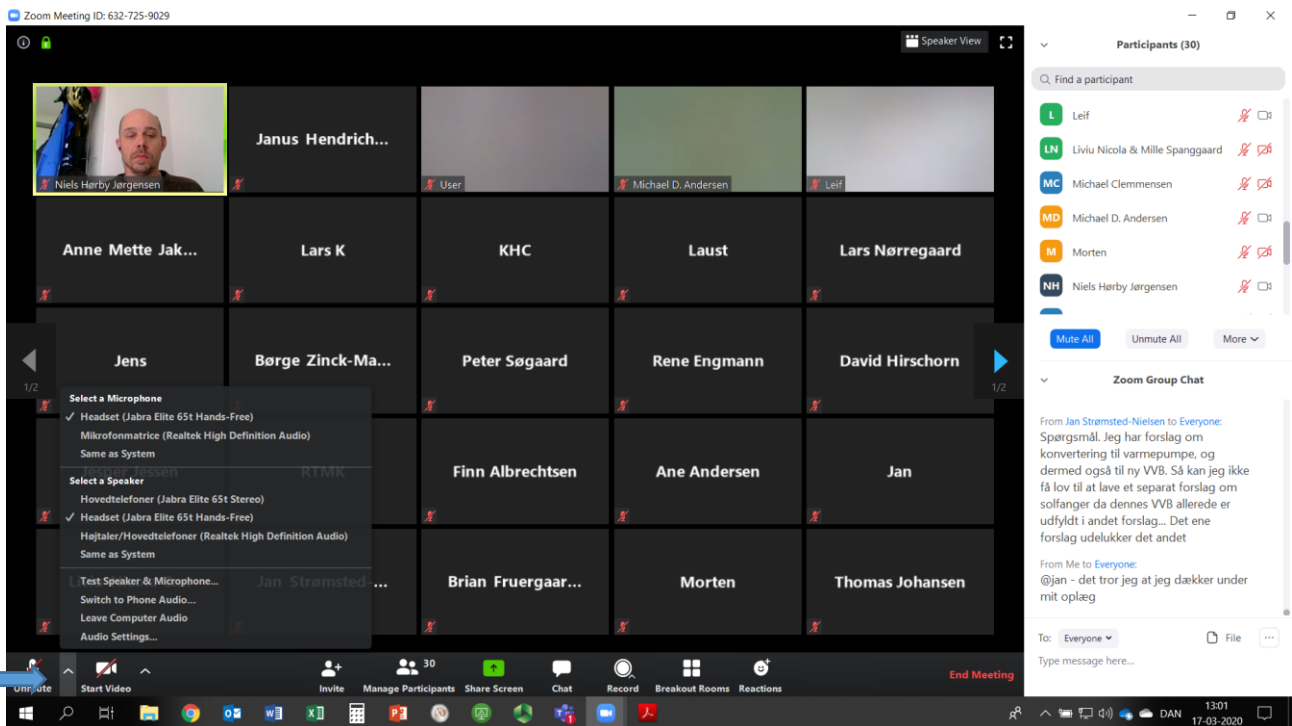 Zoom Meeting ID: 632-725-9029
Speaker View
Niels Hørby Jørgensen
Janus Hendrich...
User
Michael D. Andersen
Leif
Anne Mette Jak...
Lars K
KHC
Laust
Lars Nørregaard
Jens
Børge Zinck-Ma...
Peter Søgaard
Rene Engmann
David Hirschorn
1/2
1/2
Jesper Jessen
RTMK
Finn Albrechtsen
Ane Andersen
Jan
Jan Strømsted-...
Brian Fruergaar...
Morten
Thomas Johansen
Select a Microphone
✓ Headset (Jabra Elite 65t Hands-Free)
Mikrofonmatrice (Realtek High Definition Audio)
Same as System
Select a Speaker
Hovedtelefoner (Jabra Elite 65t Stereo)
✓ Headset (Jabra Elite 65t Hands-Free)
Højtaler/Hovedtelefoner (Realtek High Definition Audio)
Same as System
Test Speaker & Microphone...
Switch to Phone Audio...
Leave Computer Audio
Audio Settings...
Unmute
Start Video
Invite
Manage Participants
30
Share Screen
Chat
Record
Breakout Rooms
Reactions
End Meeting
Participants (30)
Find a participant
L Leif
LN Liviu Nicola & Mille Spanggaard
MC Michael Clemmensen
MD Michael D. Andersen
M Morten
NH Niels Hørby Jørgensen
Mute All
Unmute All
More
Zoom Group Chat
From Jan Strømsted-Nielsen to Everyone:
Spørgsmål. Jeg har forslag om
konvertering til varmepumpe, og
dermed også til ny VVB. Så kan jeg ikke
få lov til at lave et separat forslag om
solfanger da dennes VVB allerede er
udfyldt i andet forslag... Det ene
forslag udelukker det andet
From Me to Everyone:
@jan - det tror jeg at jeg dækker under
mit oplæg
To: Everyone
File
Type message here...
DAN
13:01
17-03-2020